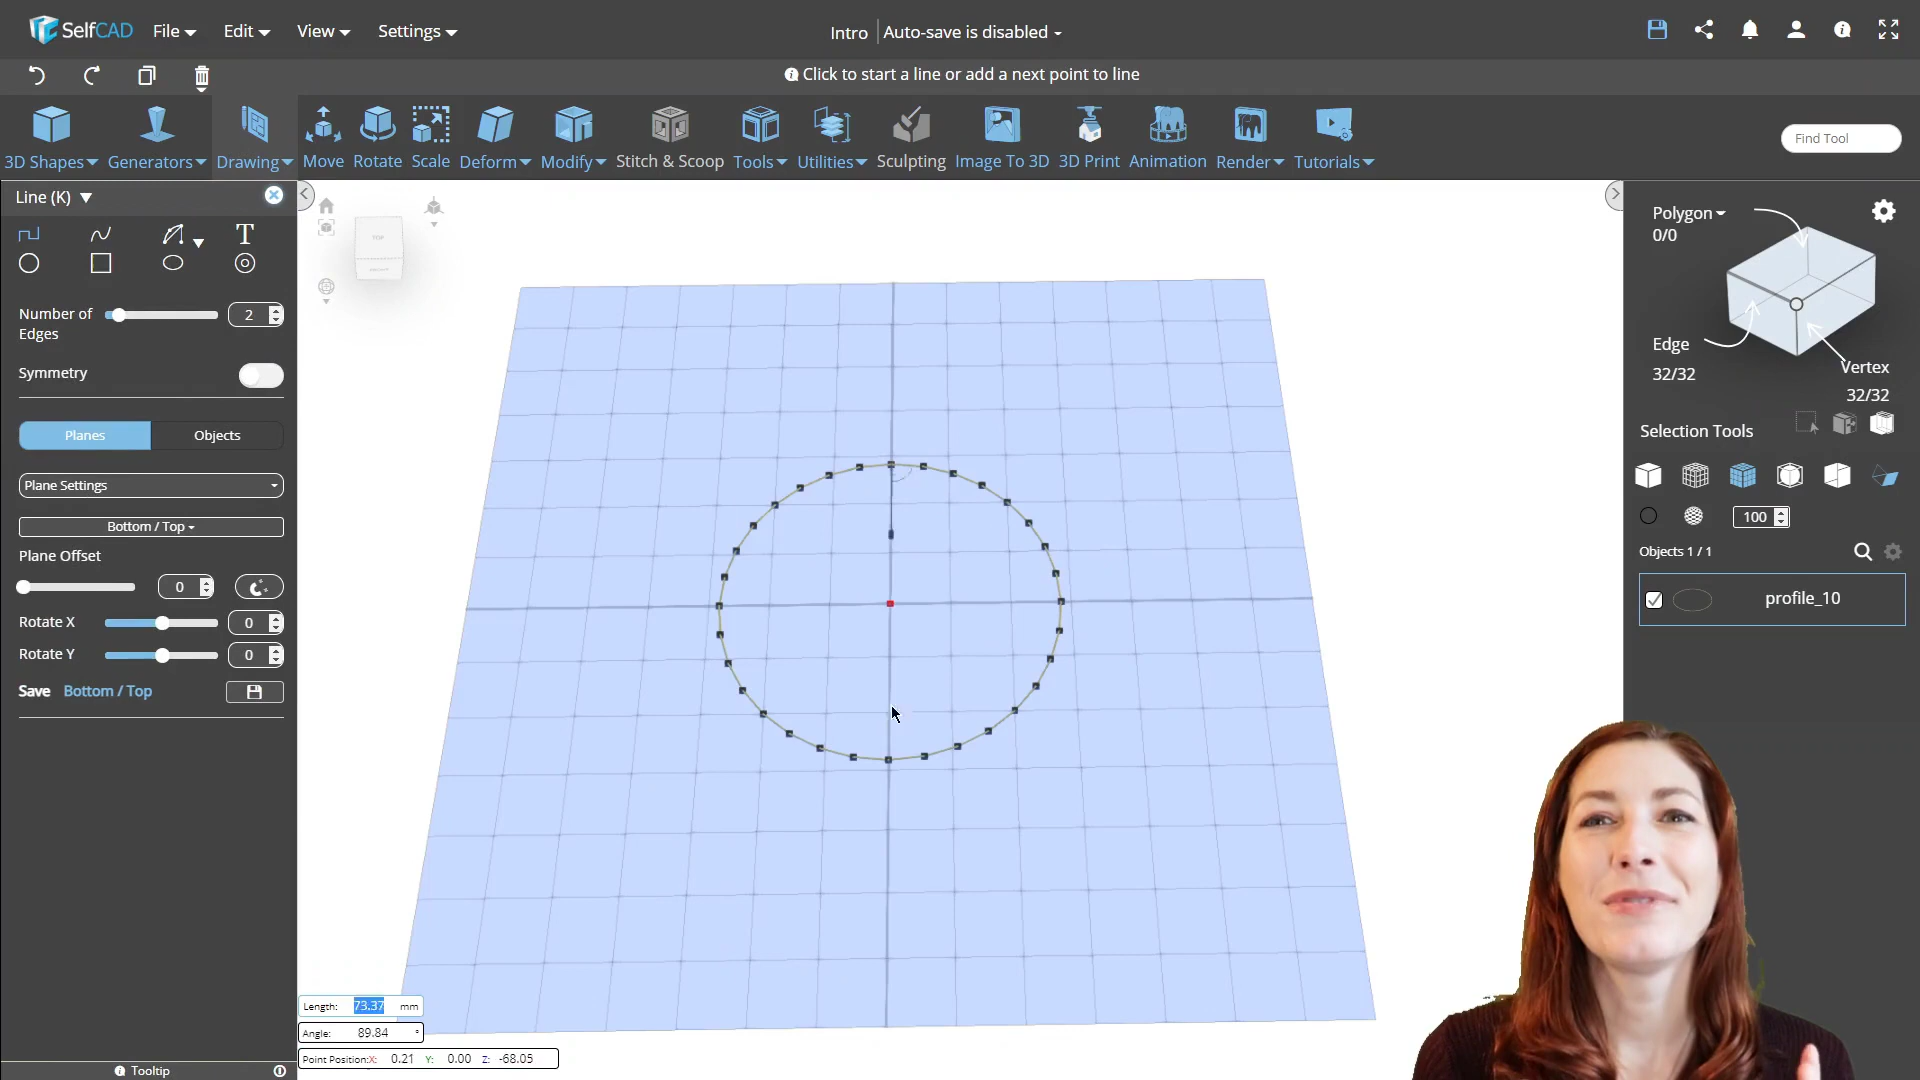 SelfCAD File Edit View Settings Intro Auto-save is disabled
Click to start a line or add a next point to line
3D Shapes Generators Drawing Move Rotate Scale Deform Modify Stitch & Scoop Tools Utilities Sculpting Image To 3D 3D Print Animation Render Tutorials Find Tool
Line (K)
T
Number of Edges 2
Symmetry
Planes Objects
Plane Settings
Bottom / Top
Plane Offset
0
Rotate X 0
Rotate Y 0
Save Bottom / Top
Tooltip
TOP
Length: 73.37 mm
Angle: 89.84 °
Point Position: X: 0.21 Y: 0.00 Z: -68.05
Polygon
0/0
Edge
32/32
Vertex
32/32
Selection Tools
100
Objects 1 / 1
profile_10